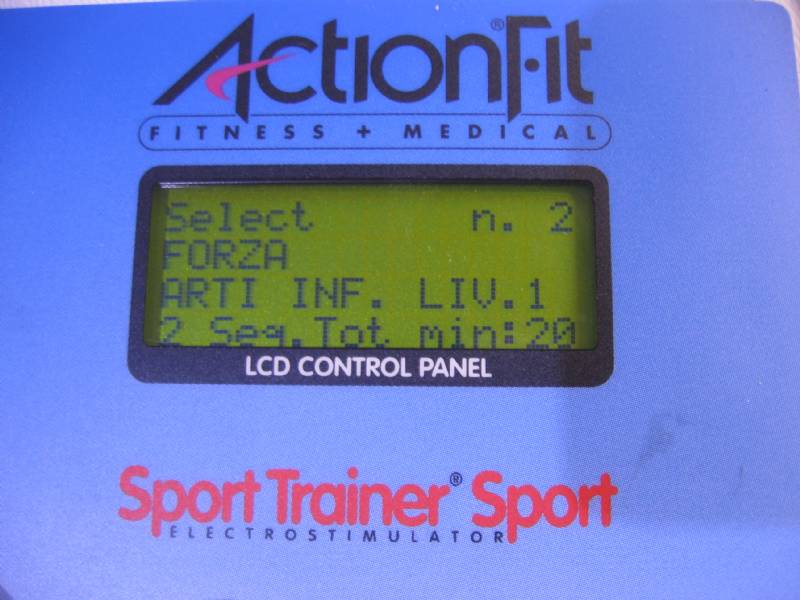 ActionFit®
FITNESS + MEDICAL
Select n. 2
FORZA
ARTI INF. LIV.1
2 Seq.Tot min:20
LCD CONTROL PANEL
Sport Trainer® Sport
ELECTROSTIMULATOR